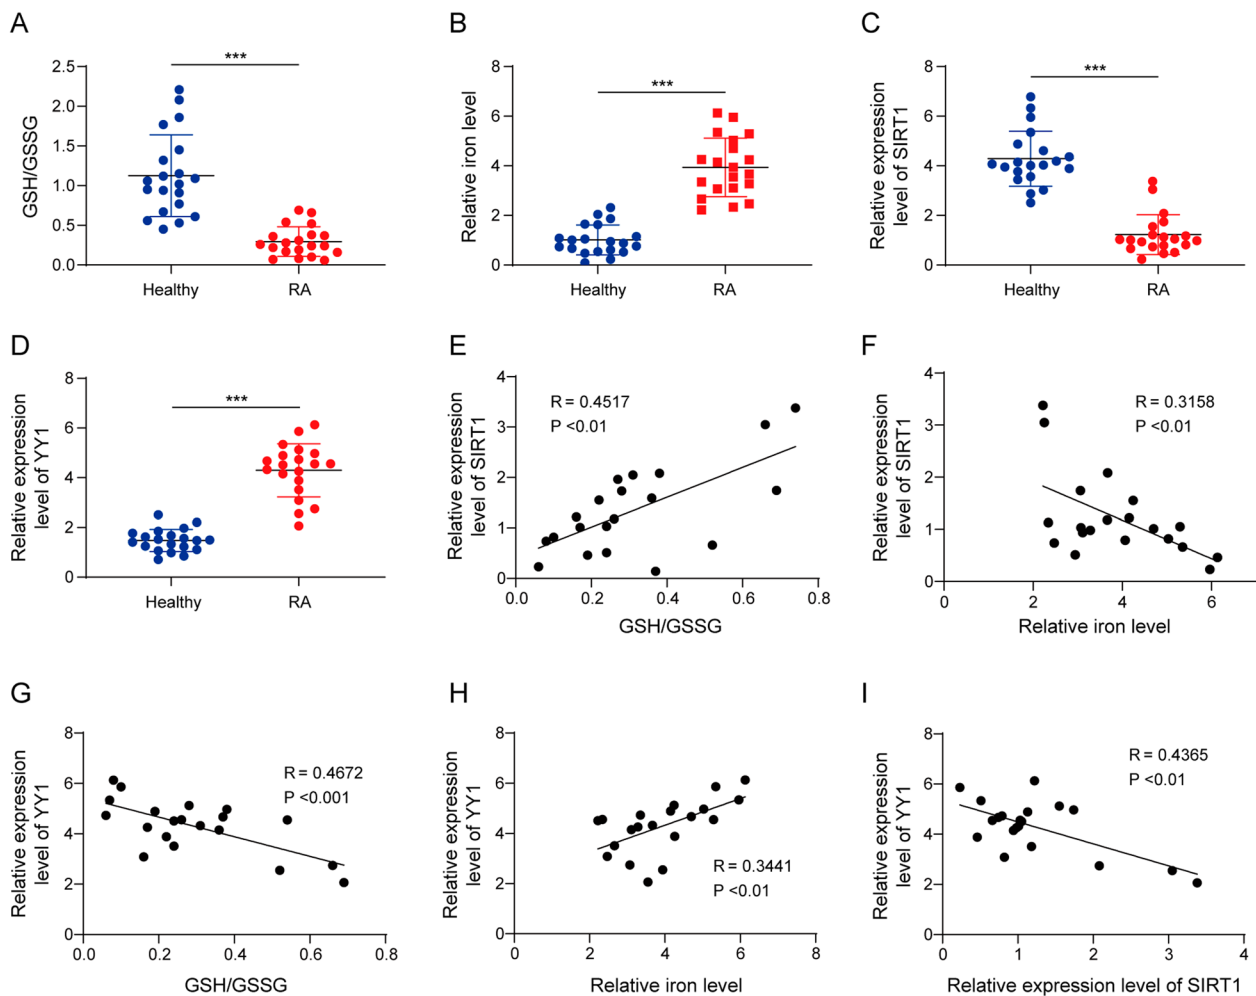 A
GSH/GSSG
2.5
2.0
1.5
1.0
0.5
0.0
***
Healthy
RA
B
Relative iron level
8
6
4
2
0
***
Healthy
RA
C
Relative expression
level of SIRT1
8
6
4
2
0
***
Healthy
RA
D
Relative expression
level of YY1
8
6
4
2
0
***
Healthy
RA
E
Relative expression
level of SIRT1
4
3
2
1
0
R = 0.4517
P <0.01
0.0
0.2
0.4
0.6
0.8
GSH/GSSG
F
Relative expression
level of SIRT1
4
3
2
1
0
R = 0.3158
P <0.01
0
2
4
6
Relative iron level
G
Relative expression
level of YY1
8
6
4
2
0
R = 0.4672
P <0.001
0.0
0.2
0.4
0.6
0.8
GSH/GSSG
H
Relative expression
level of YY1
8
6
4
2
0
R = 0.3441
P <0.01
0
2
4
6
8
Relative iron level
I
Relative expression
level of YY1
8
6
4
2
0
R = 0.4365
P <0.01
0
1
2
3
4
Relative expression level of SIRT1